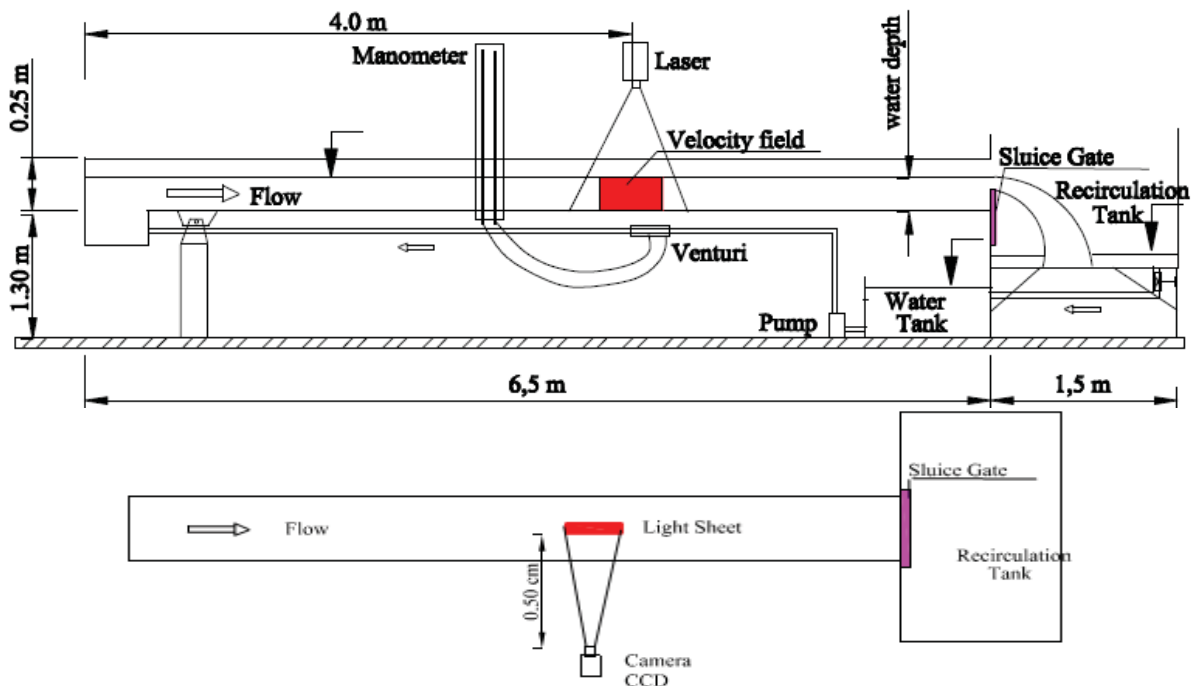 4.0 m
Manometer
Laser
water depth
0.25 m
Velocity field
Sluice Gate
Flow
Recirculation
Tank
Venturi
1.30 m
Water
Tank
Pump
6,5 m
1,5 m
Sluice Gate
Flow
Light Sheet
Recirculation
Tank
0.50 cm
Camera
CCD